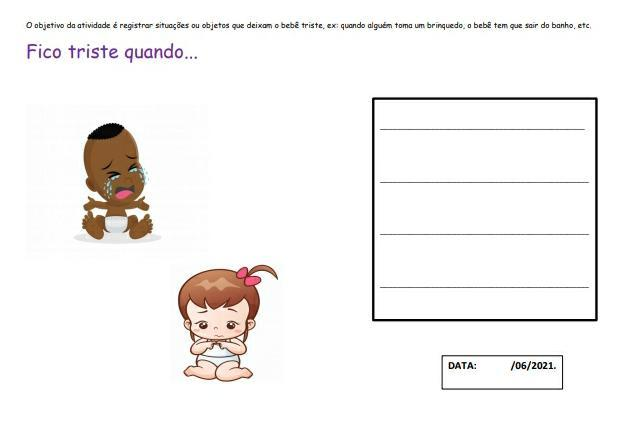 O objetivo da atividade é registrar situações ou objetos que deixam o bebê triste, ex: quando alguém toma um brinquedo, o bebê tem que sair do banho, etc.
Fico triste quando...
DATA: /06/2021.